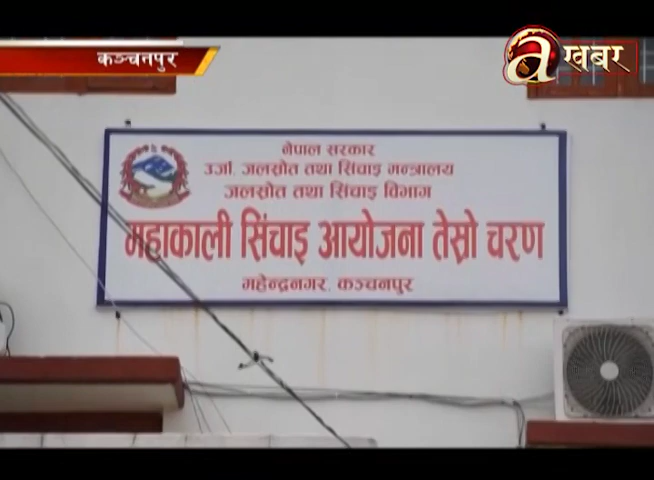 कञ्चनपुर
a खबर
नेपाल सरकार
उर्जा, जलस्रोत तथा सिंचाइ मन्त्रालय
जलस्रोत तथा सिंचाइ विभाग
महाकाली सिंचाइ आयोजना तेस्रो चरण
महेन्द्रनगर, कञ्चनपुर